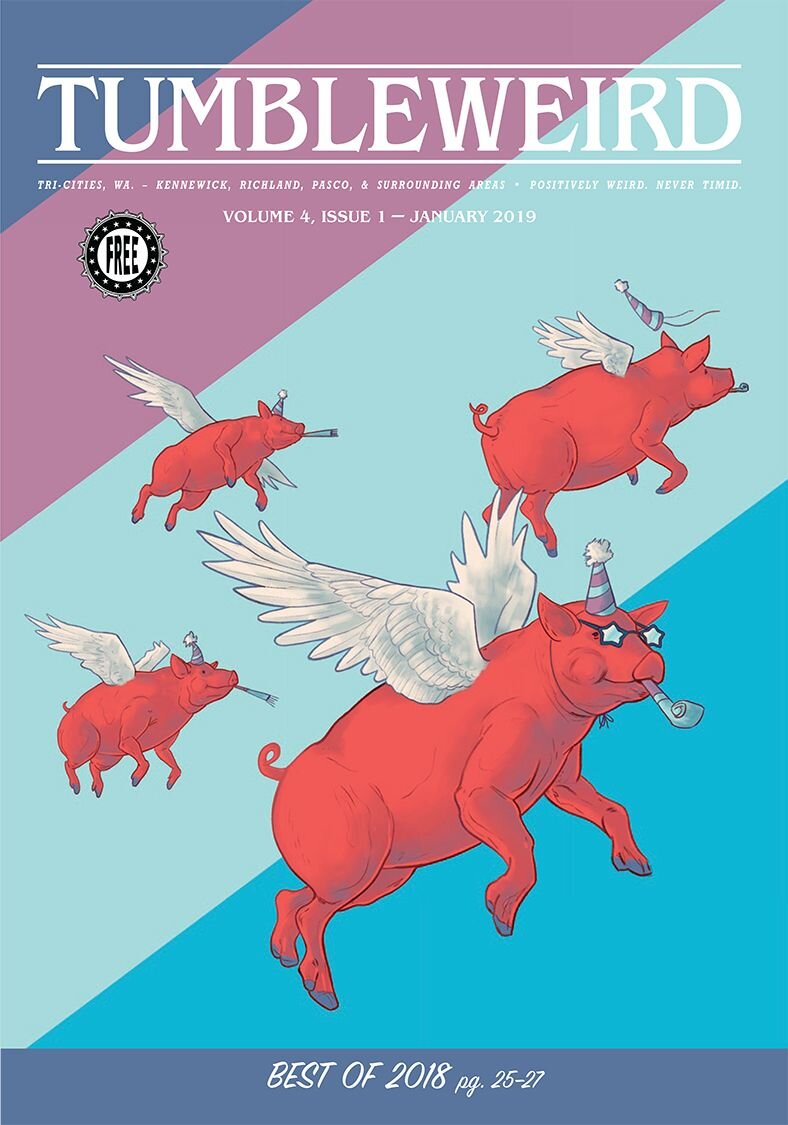 TUMBLEWEIRD
TRI-CITIES, WA. – KENNEWICK, RICHLAND, PASCO, & SURROUNDING AREAS • POSITIVELY WEIRD. NEVER TIMID.
VOLUME 4, ISSUE 1 — JANUARY 2019
FREE
BEST OF 2018 pg. 25-27